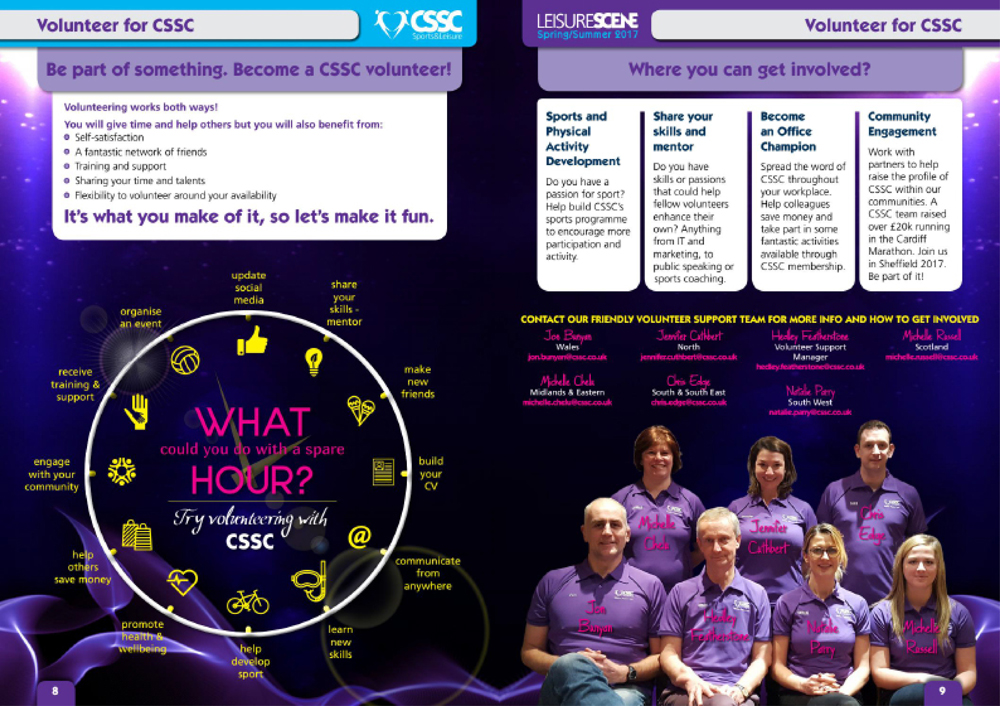 Volunteer for CSSC
CSSC
Sports&Leisure
Be part of something. Become a CSSC volunteer!
Volunteering works both ways!
You will give time and help others but you will also benefit from:
Self-satisfaction
A fantastic network of friends
Training and support
Sharing your time and talents
Flexibility to volunteer around your availability
It's what you make of it, so let's make it fun.
update
social
media
share
your
skills -
mentor
make
new
friends
build
your
CV
communicate
from
anywhere
learn
new
skills
help
develop
sport
promote
health &
wellbeing
help
others
save money
engage
with your
community
receive
training &
support
organise
an event
WHAT
could you do with a spare
HOUR?
Try volunteering with
CSSC
8
LEISURESCENE
Spring/Summer 2017
Volunteer for CSSC
Where you can get involved?
Sports and
Physical
Activity
Development
Do you have a
passion for sport?
Help build CSSC's
sports programme
to encourage more
participation and
activity.
Share your
skills and
mentor
Do you have
skills or passions
that could help
fellow volunteers
enhance their
own? Anything
from IT and
marketing, to
public speaking or
sports coaching.
Become
an Office
Champion
Spread the word of
CSSC throughout
your workplace.
Help colleagues
save money and
take part in some
fantastic activities
available through
CSSC membership.
Community
Engagement
Work with
partners to help
raise the profile of
CSSC within our
communities. A
CSSC team raised
over £20k running
in the Cardiff
Marathon. Join us
in Sheffield 2017.
Be part of it!
CONTACT OUR FRIENDLY VOLUNTEER SUPPORT TEAM FOR MORE INFO AND HOW TO GET INVOLVED
Jon Bunyan
Wales
jon.bunyan@cssc.co.uk
Jennifer Cuthbert
North
jennifer.cuthbert@cssc.co.uk
Hedley Featherstone
Volunteer Support
Manager
hedley.featherstone@cssc.co.uk
Michelle Russell
Scotland
michelle.russell@cssc.co.uk
Michelle Chelu
Midlands & Eastern
michelle.chelu@cssc.co.uk
Chris Edge
South & South East
chris.edge@cssc.co.uk
Natalie Parry
South West
natalie.parry@cssc.co.uk
Michelle
Chelu
Jennifer
Cuthbert
Chris
Edge
Jon
Bunyan
Hedley
Featherstone
Natalie
Parry
Michelle
Russell
9